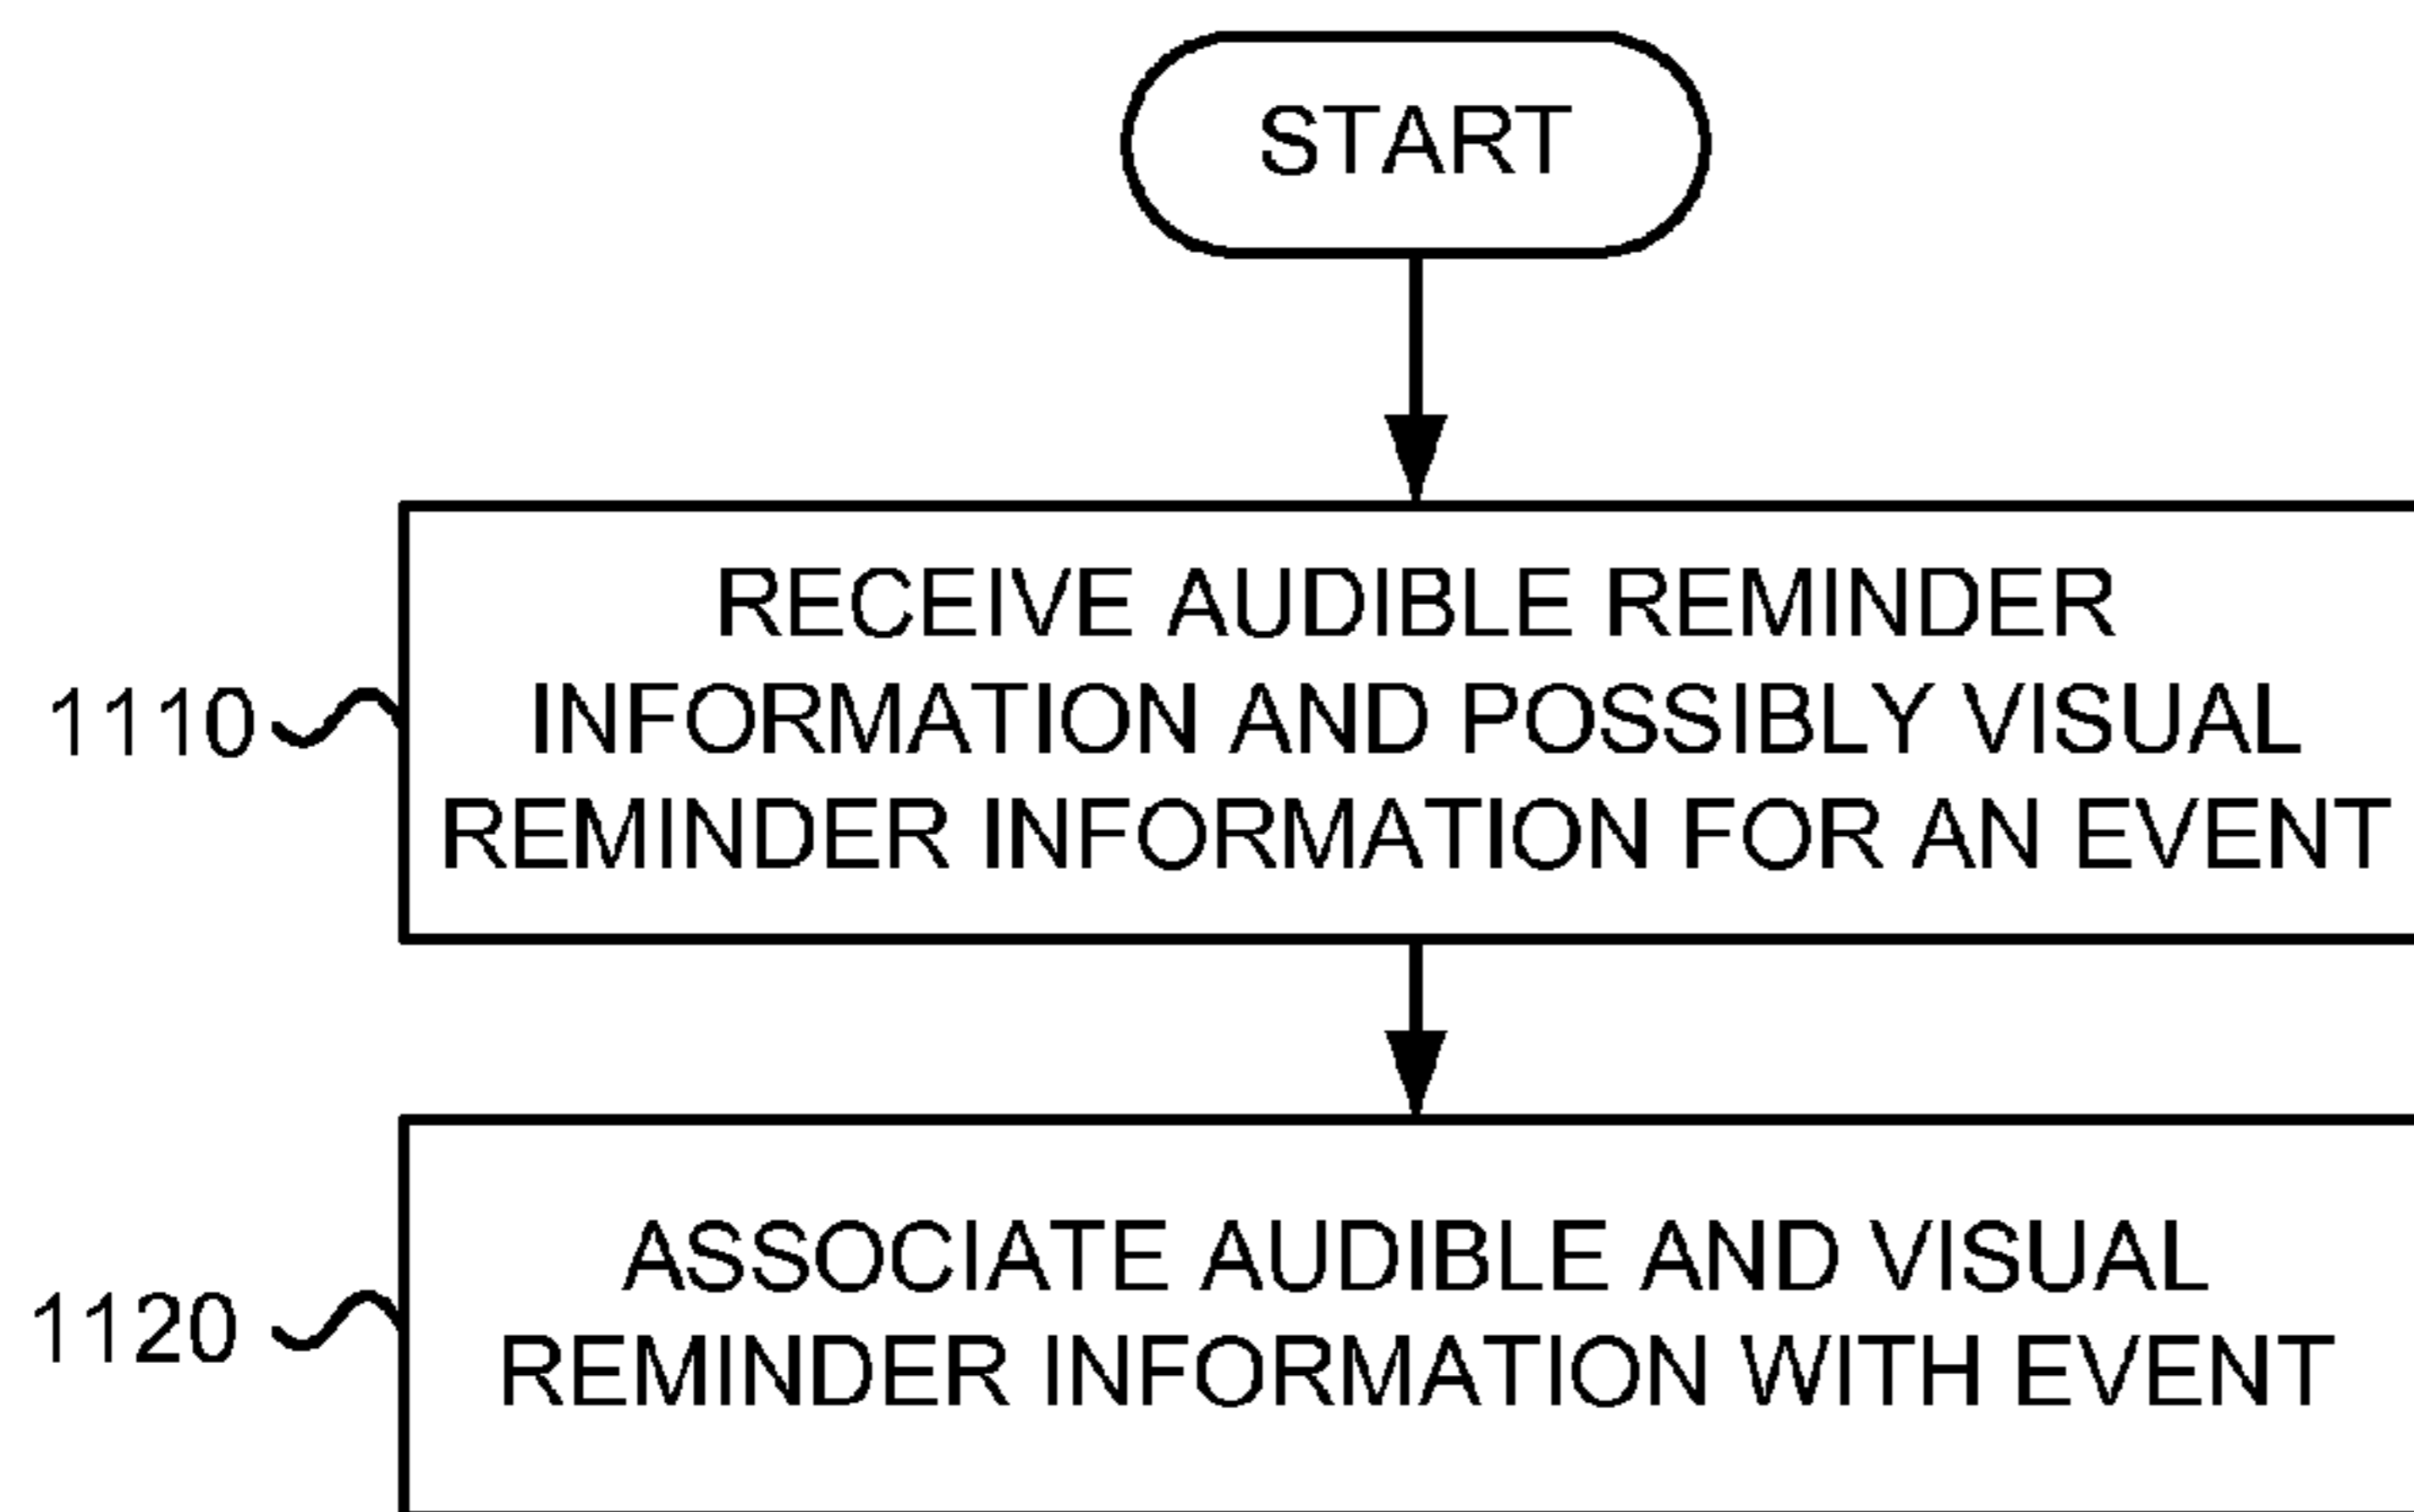 START
RECEIVE AUDIBLE REMINDER
INFORMATION AND POSSIBLY VISUAL
REMINDER INFORMATION FOR AN EVENT
1110
ASSOCIATE AUDIBLE AND VISUAL
REMINDER INFORMATION WITH EVENT
1120